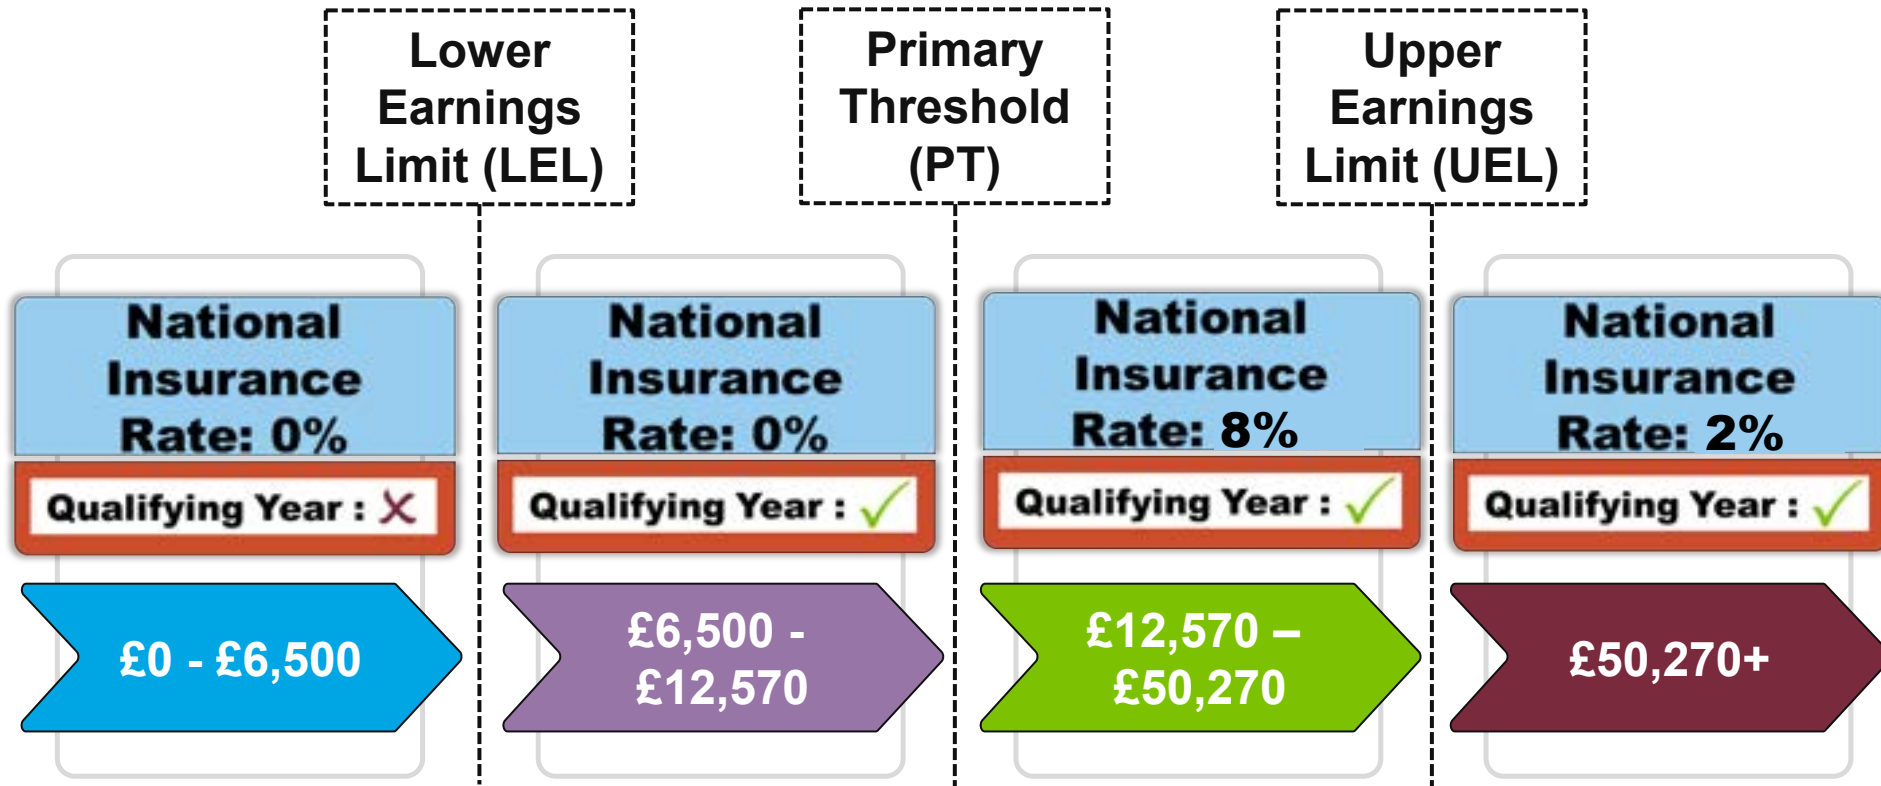 Lower
Earnings
Limit (LEL)
Primary
Threshold
(PT)
Upper
Earnings
Limit (UEL)
National
Insurance
Rate: 0%
Qualifying Year : ✗
£0 - £6,500
National
Insurance
Rate: 0%
Qualifying Year : ✓
£6,500 -
£12,570
National
Insurance
Rate: 8%
Qualifying Year : ✓
£12,570 –
£50,270
National
Insurance
Rate: 2%
Qualifying Year : ✓
£50,270+